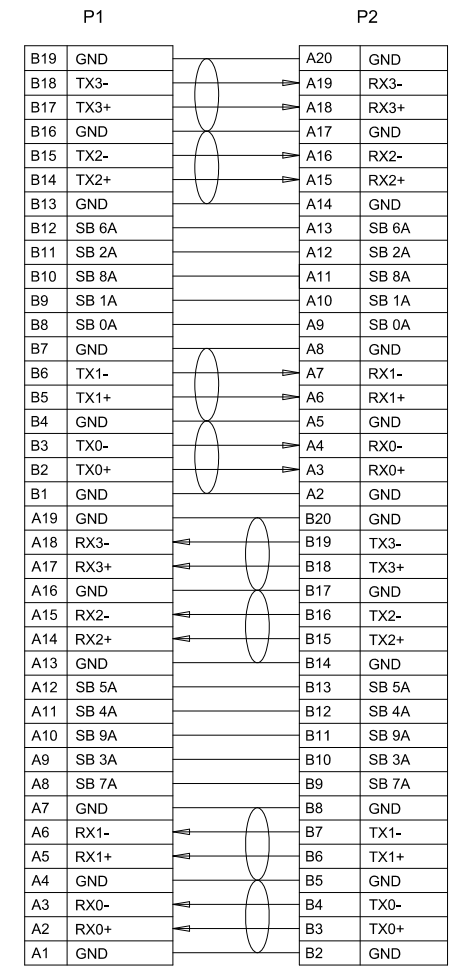 P1 P2
B19 GND A20 GND
B18 TX3- A19 RX3-
B17 TX3+ A18 RX3+
B16 GND A17 GND
B15 TX2- A16 RX2-
B14 TX2+ A15 RX2+
B13 GND A14 GND
B12 SB 6A A13 SB 6A
B11 SB 2A A12 SB 2A
B10 SB 8A A11 SB 8A
B9 SB 1A A10 SB 1A
B8 SB 0A A9 SB 0A
B7 GND A8 GND
B6 TX1- A7 RX1-
B5 TX1+ A6 RX1+
B4 GND A5 GND
B3 TX0- A4 RX0-
B2 TX0+ A3 RX0+
B1 GND A2 GND
A19 GND B20 GND
A18 RX3- B19 TX3-
A17 RX3+ B18 TX3+
A16 GND B17 GND
A15 RX2- B16 TX2-
A14 RX2+ B15 TX2+
A13 GND B14 GND
A12 SB 5A B13 SB 5A
A11 SB 4A B12 SB 4A
A10 SB 9A B11 SB 9A
A9 SB 3A B10 SB 3A
A8 SB 7A B9 SB 7A
A7 GND B8 GND
A6 RX1- B7 TX1-
A5 RX1+ B6 TX1+
A4 GND B5 GND
A3 RX0- B4 TX0-
A2 RX0+ B3 TX0+
A1 GND B2 GND